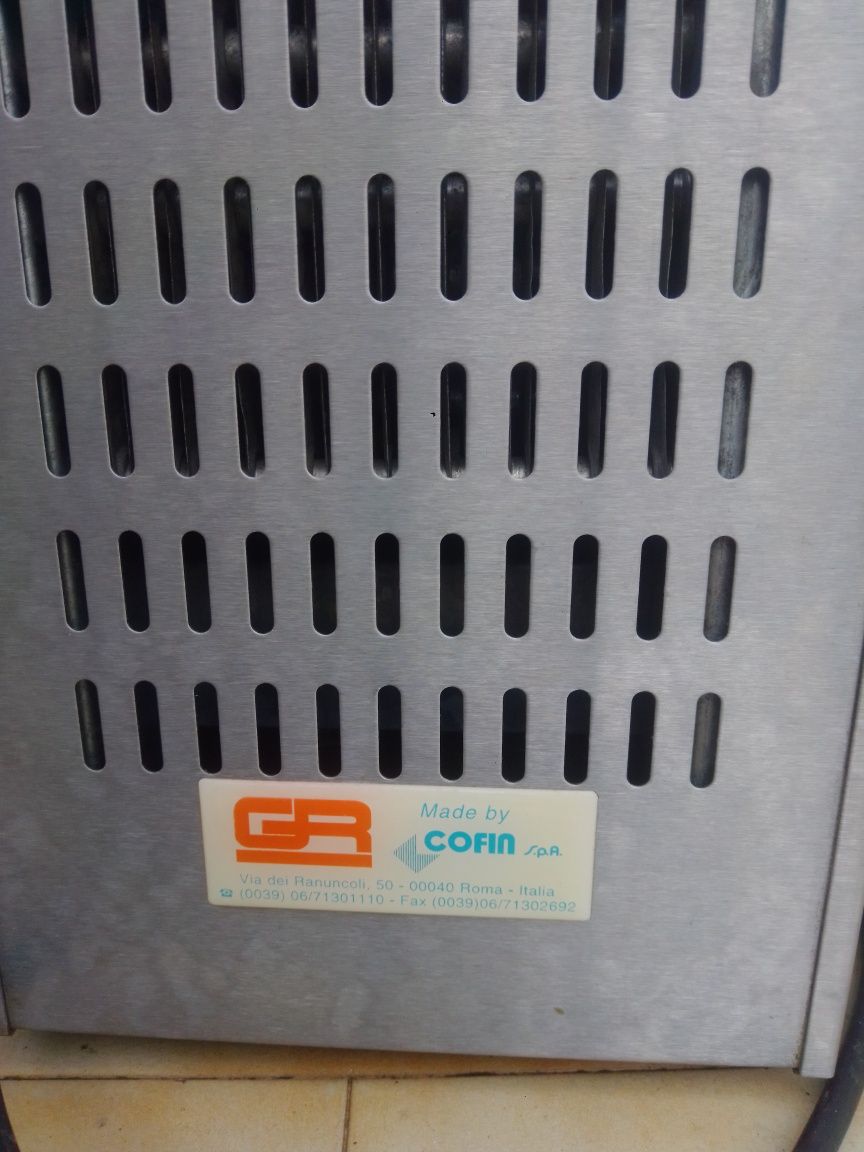 GR
Made by
COFIN S.p.A.
Via dei Ranuncoli, 50 - 00040 Roma - Italia
☎ (0039) 06/71301110 - Fax (0039)06/71302692